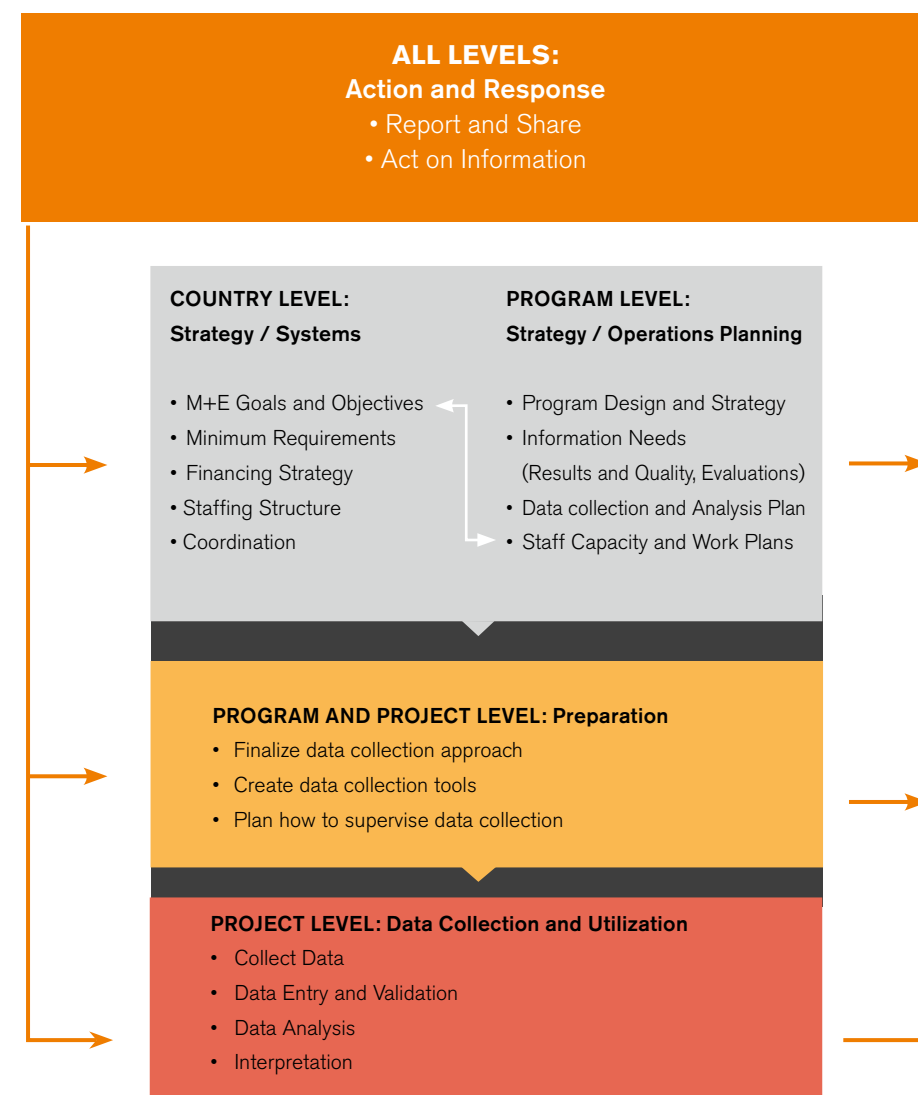 ALL LEVELS:
Action and Response
• Report and Share
• Act on Information
COUNTRY LEVEL:
Strategy / Systems
• M+E Goals and Objectives
• Minimum Requirements
• Financing Strategy
• Staffing Structure
• Coordination
PROGRAM LEVEL:
Strategy / Operations Planning
• Program Design and Strategy
• Information Needs
(Results and Quality, Evaluations)
• Data collection and Analysis Plan
• Staff Capacity and Work Plans
PROGRAM AND PROJECT LEVEL: Preparation
• Finalize data collection approach
• Create data collection tools
• Plan how to supervise data collection
PROJECT LEVEL: Data Collection and Utilization
• Collect Data
• Data Entry and Validation
• Data Analysis
• Interpretation